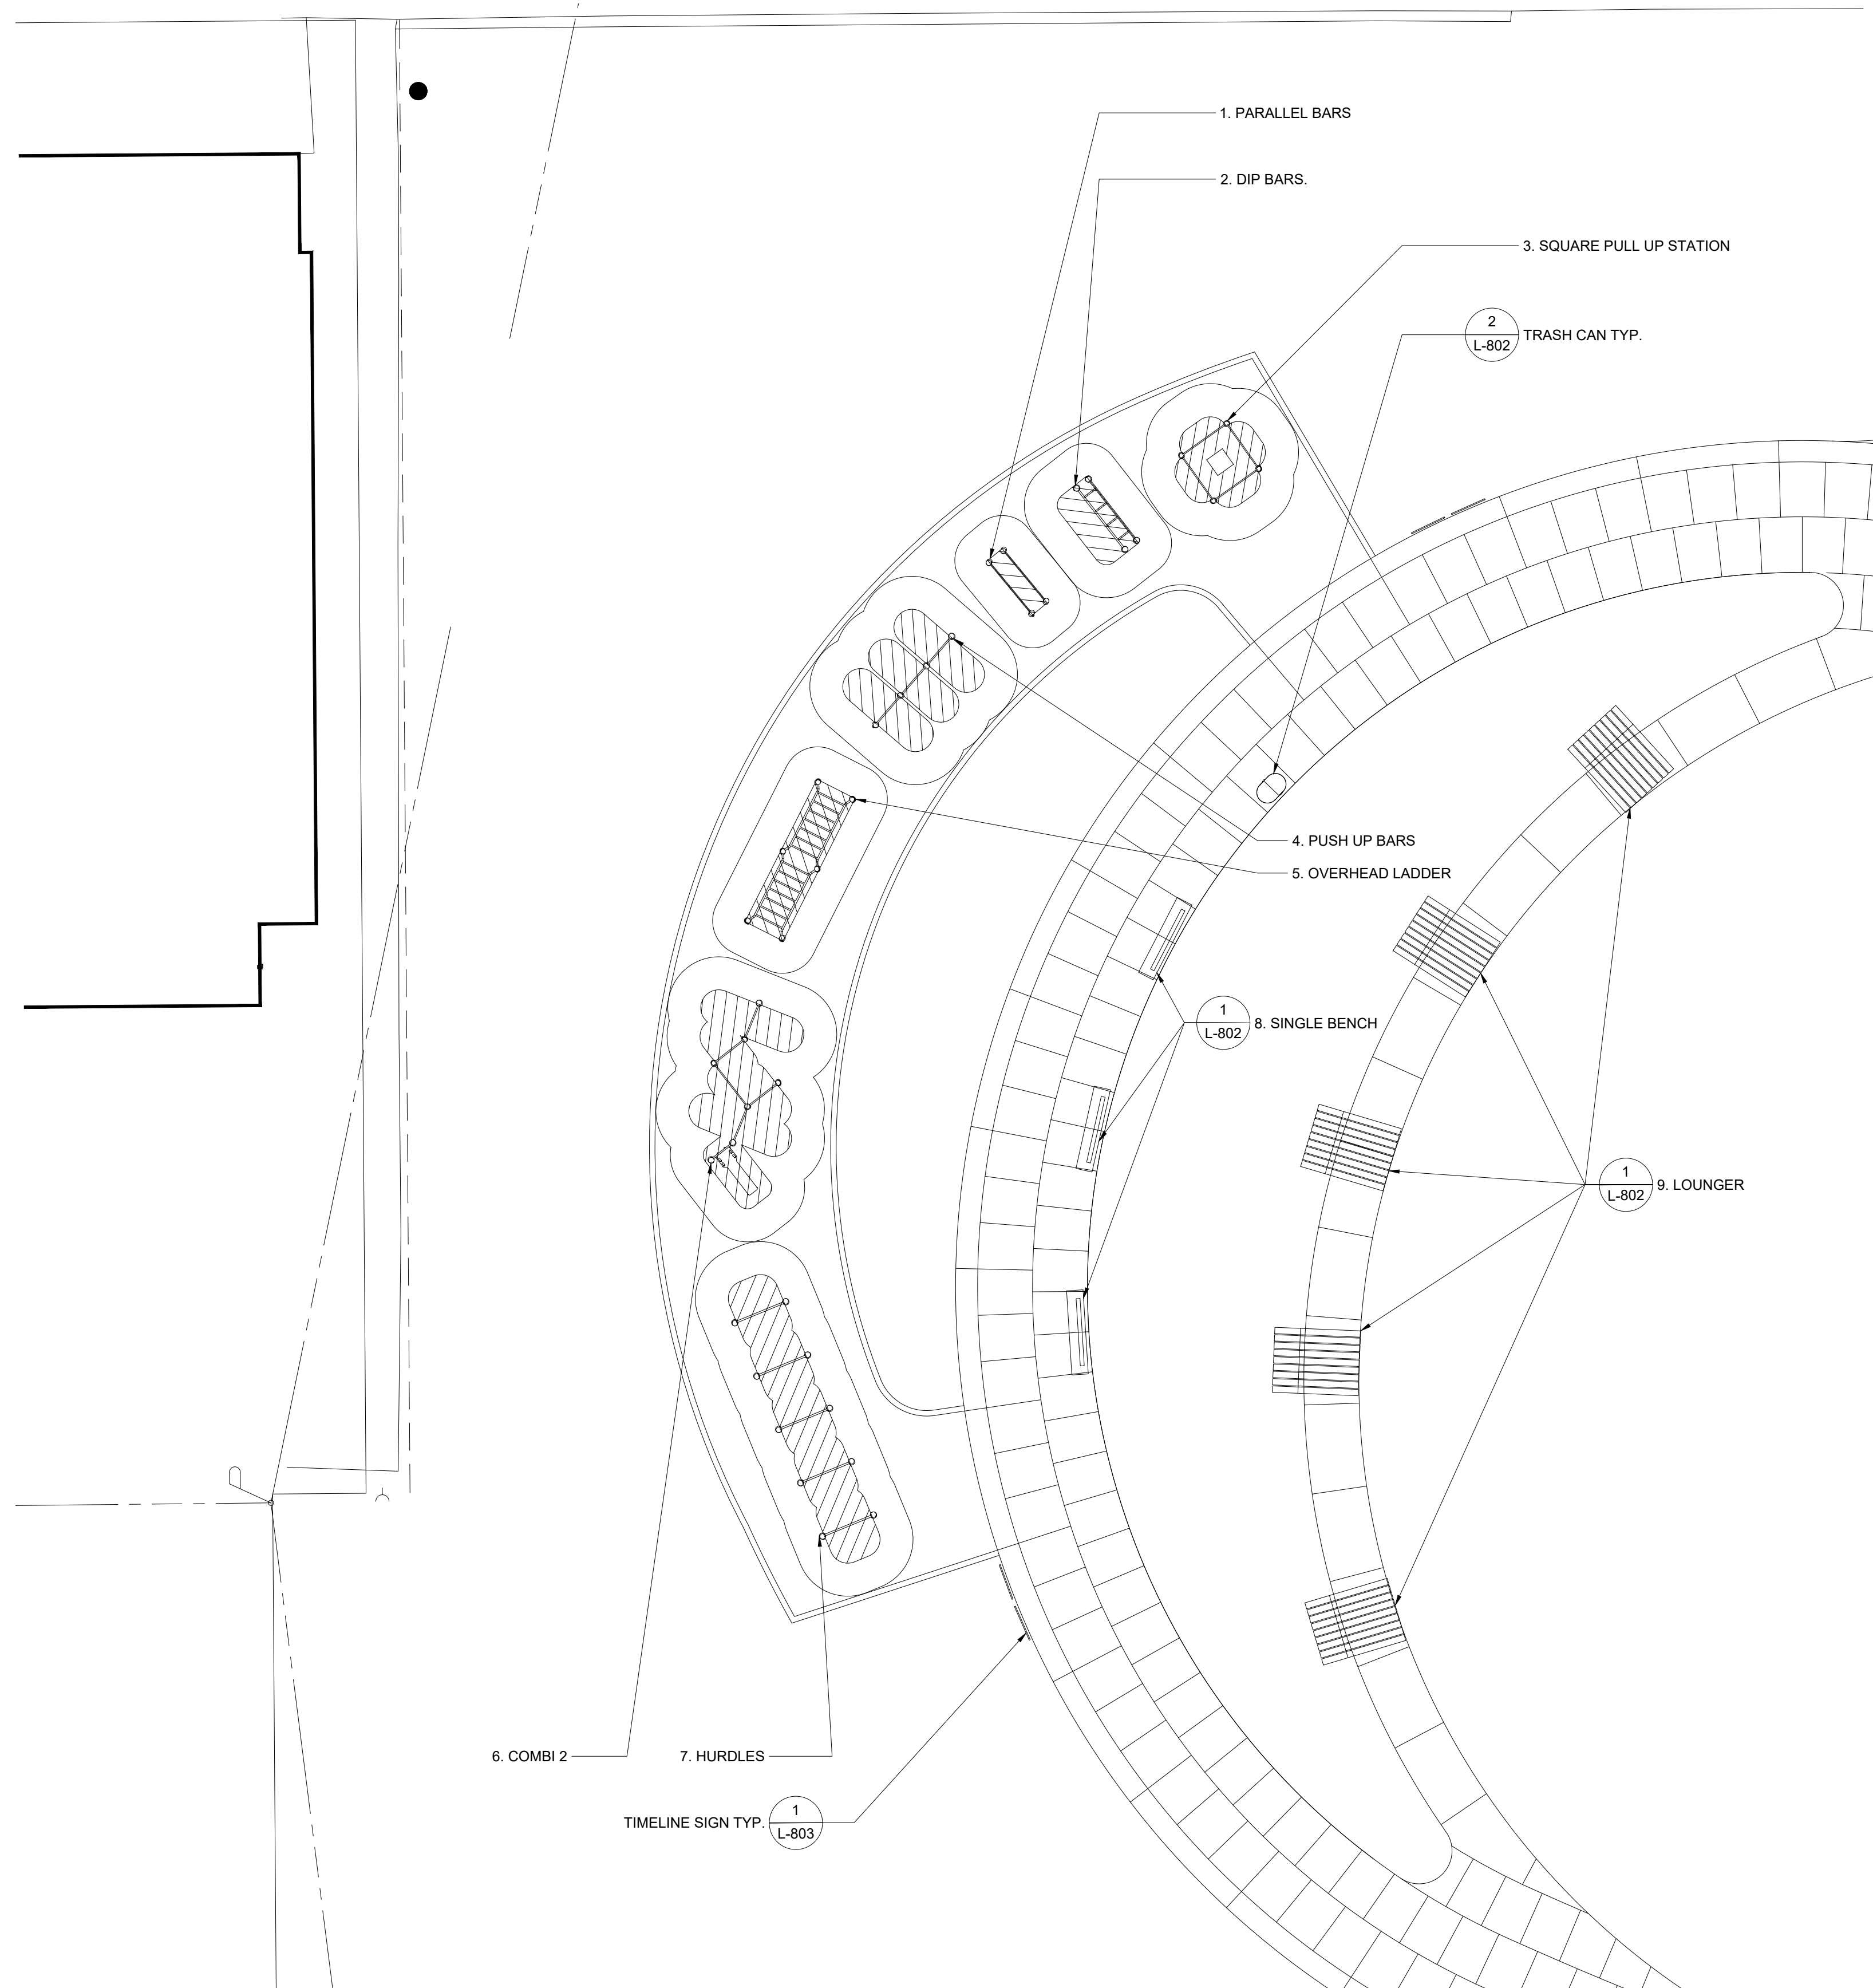 1. PARALLEL BARS
2. DIP BARS.
3. SQUARE PULL UP STATION
2
L-802
TRASH CAN TYP.
4. PUSH UP BARS
5. OVERHEAD LADDER
1
L-802
8. SINGLE BENCH
1
L-802
9. LOUNGER
6. COMBI 2
7. HURDLES
TIMELINE SIGN TYP.
1
L-803